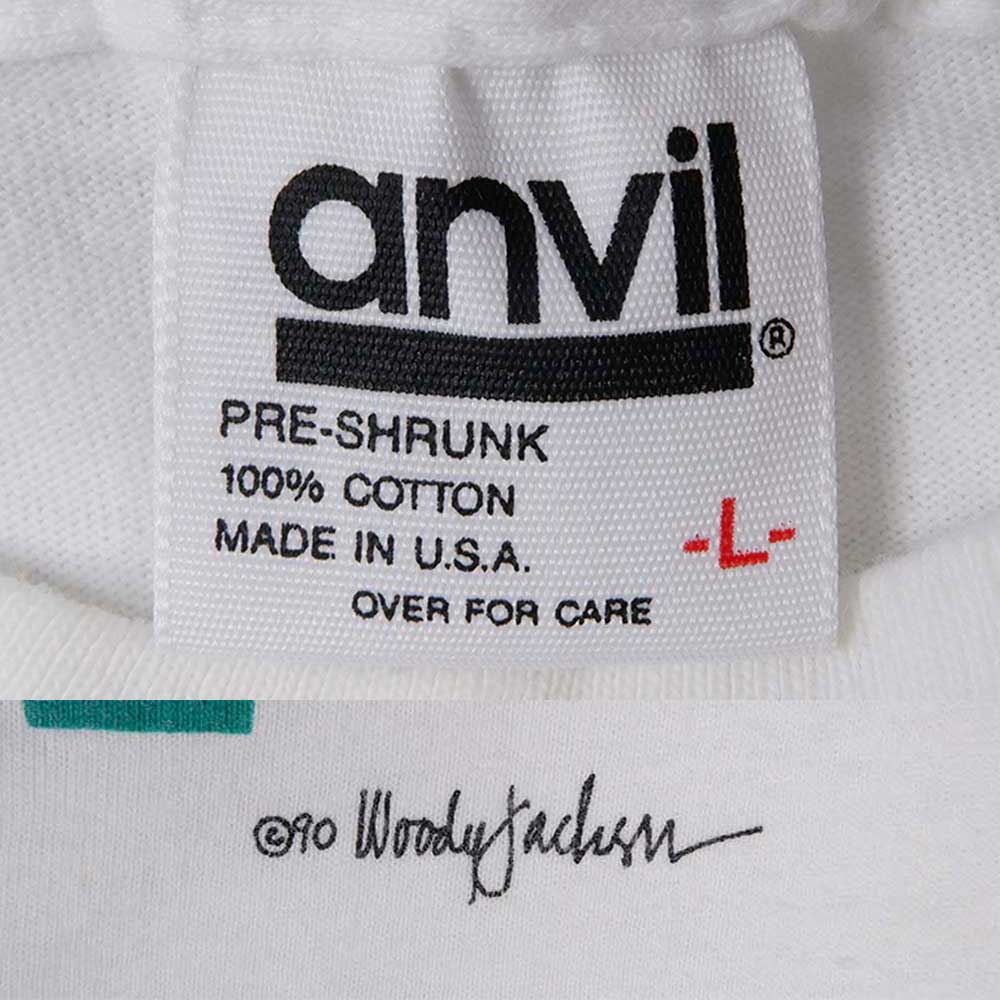 anvil®
PRE-SHRUNK
100% COTTON
MADE IN U.S.A.
-L-
OVER FOR CARE
©90 Woody Jackson